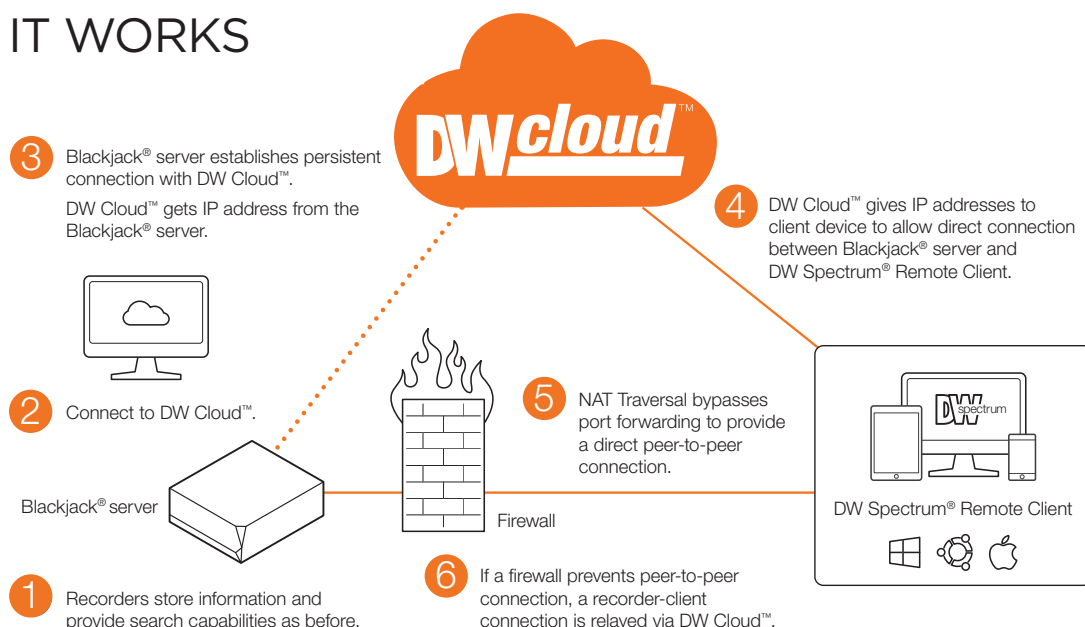 IT WORKS
DWcloud™
3
Blackjack® server establishes persistent
connection with DW Cloud™.
DW Cloud™ gets IP address from the
Blackjack® server.
4
DW Cloud™ gives IP addresses to
client device to allow direct connection
between Blackjack® server and
DW Spectrum® Remote Client.
2
Connect to DW Cloud™.
5
NAT Traversal bypasses
port forwarding to provide
a direct peer-to-peer
connection.
DW spectrum
Blackjack® server
Firewall
DW Spectrum® Remote Client
1
Recorders store information and
provide search capabilities as before.
6
If a firewall prevents peer-to-peer
connection, a recorder-client
connection is relayed via DW Cloud™.